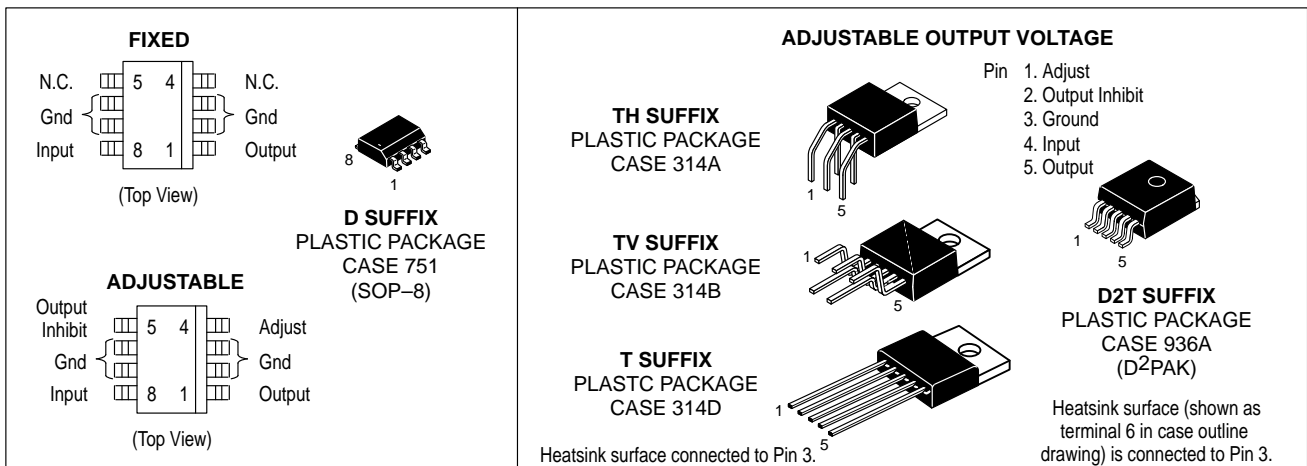 FIXED
N.C. 5 4 N.C.
Gnd Gnd
Input 8 1 Output
(Top View)
8
1
D SUFFIX
PLASTIC PACKAGE
CASE 751
(SOP–8)
ADJUSTABLE
Output
Inhibit 5 4 Adjust
Gnd Gnd
Input 8 1 Output
(Top View)
ADJUSTABLE OUTPUT VOLTAGE
Pin 1. Adjust
2. Output Inhibit
3. Ground
4. Input
5. Output
TH SUFFIX
PLASTIC PACKAGE
CASE 314A
1
5
TV SUFFIX
PLASTIC PACKAGE
CASE 314B
1
5
T SUFFIX
PLASTC PACKAGE
CASE 314D
1
5
Heatsink surface connected to Pin 3.
1
5
D2T SUFFIX
PLASTIC PACKAGE
CASE 936A
(D2PAK)
Heatsink surface (shown as
terminal 6 in case outline
drawing) is connected to Pin 3.